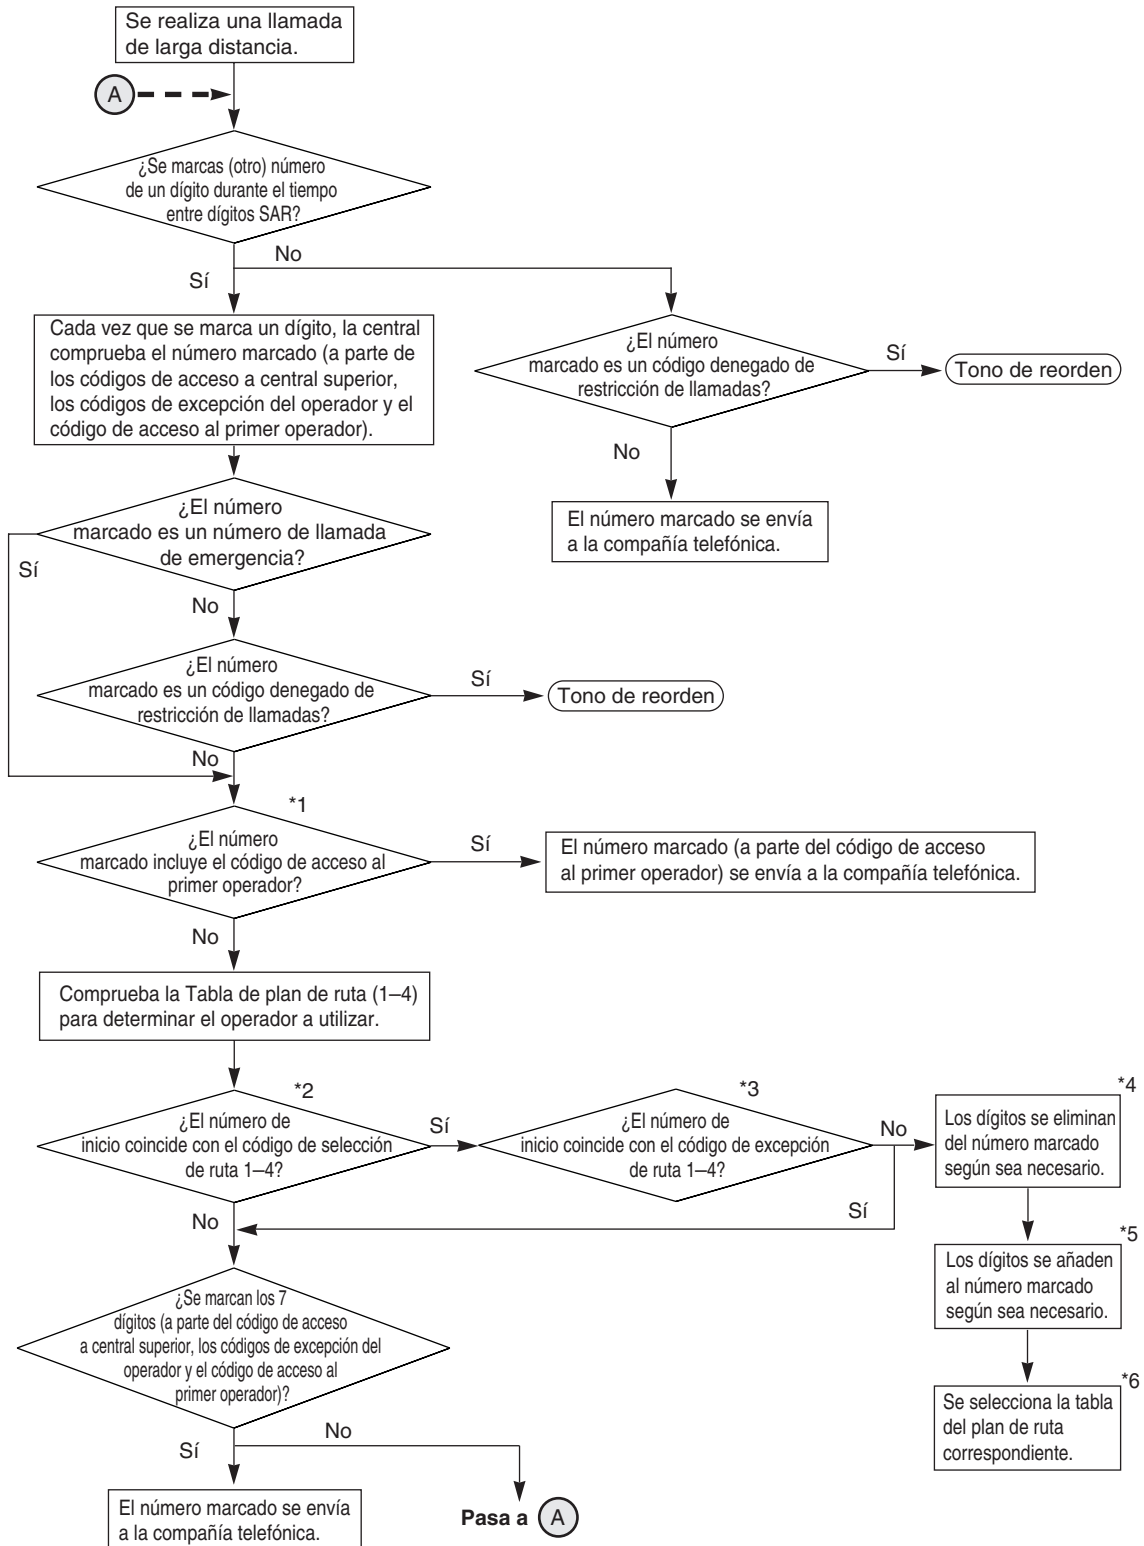 Se realiza una llamada
de larga distancia.
A
¿Se marcas (otro) número
de un dígito durante el tiempo
entre dígitos SAR?
No
Sí
Cada vez que se marca un dígito, la central
comprueba el número marcado (a parte de
los códigos de acceso a central superior,
los códigos de excepción del operador y el
código de acceso al primer operador).
¿El número
marcado es un código denegado de
restricción de llamadas?
Sí
Tono de reorden
No
El número marcado se envía
a la compañía telefónica.
¿El número
marcado es un número de llamada
de emergencia?
Sí
No
¿El número
marcado es un código denegado de
restricción de llamadas?
Sí
Tono de reorden
No
*1
¿El número
marcado incluye el código de acceso al
primer operador?
Sí
El número marcado (a parte del código de acceso
al primer operador) se envía a la compañía telefónica.
No
Comprueba la Tabla de plan de ruta (1–4)
para determinar el operador a utilizar.
*2
¿El número de
inicio coincide con el código de selección
de ruta 1–4?
Sí
*3
¿El número de
inicio coincide con el código de excepción
de ruta 1–4?
No
*4
Los dígitos se eliminan
del número marcado
según sea necesario.
Sí
No
*5
Los dígitos se añaden
al número marcado
según sea necesario.
¿Se marcan los 7
dígitos (a parte del código de acceso
a central superior, los códigos de excepción del
operador y el código de acceso al
primer operador)?
*6
Se selecciona la tabla
del plan de ruta
correspondiente.
No
Sí
El número marcado se envía
a la compañía telefónica.
Pasa a A